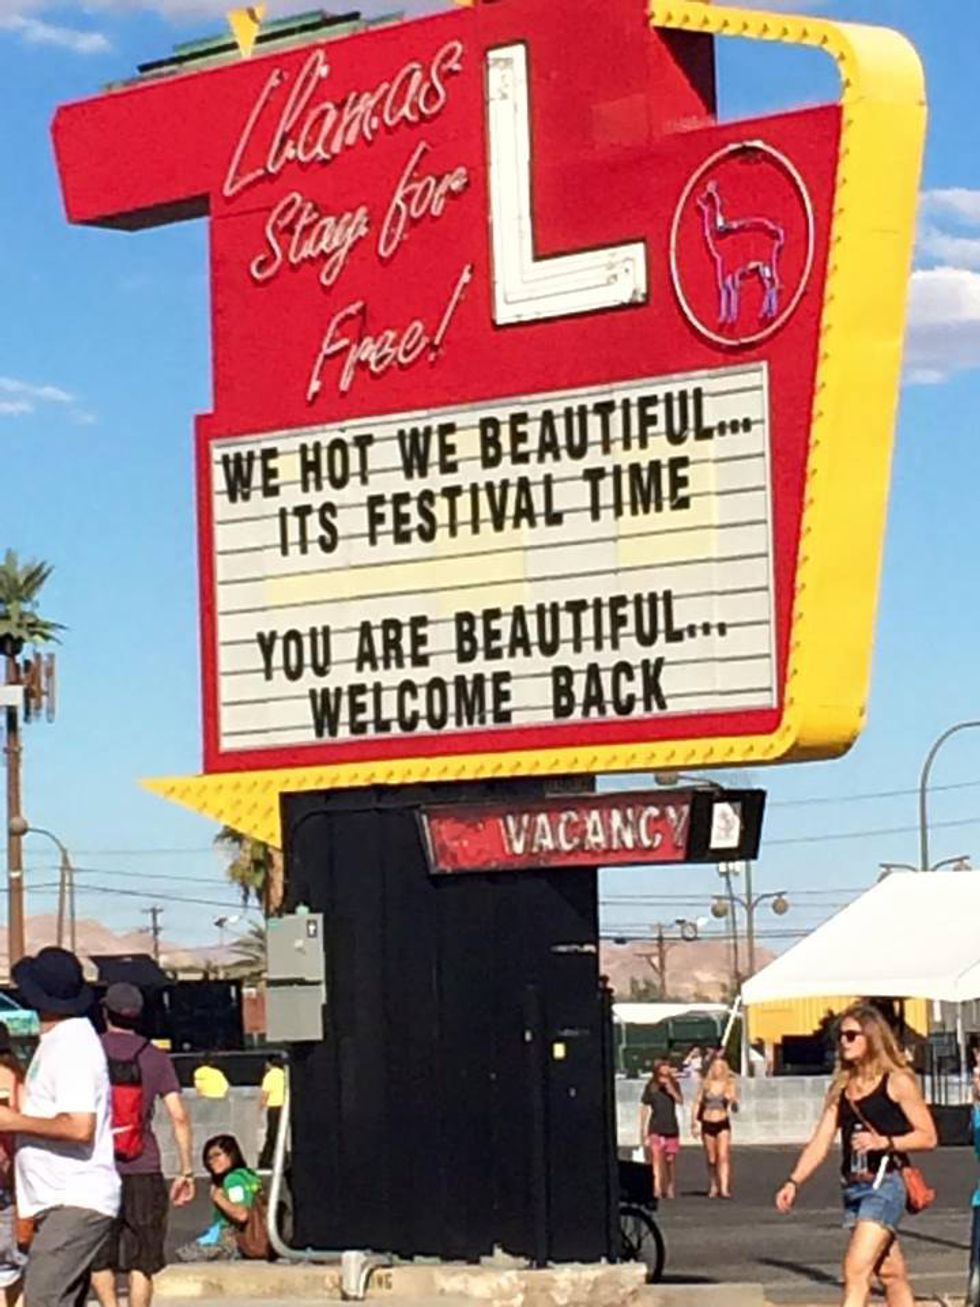 Llamas
Stay for
Free!
L
WE HOT WE BEAUTIFUL...
ITS FESTIVAL TIME
YOU ARE BEAUTIFUL...
WELCOME BACK
VACANCY